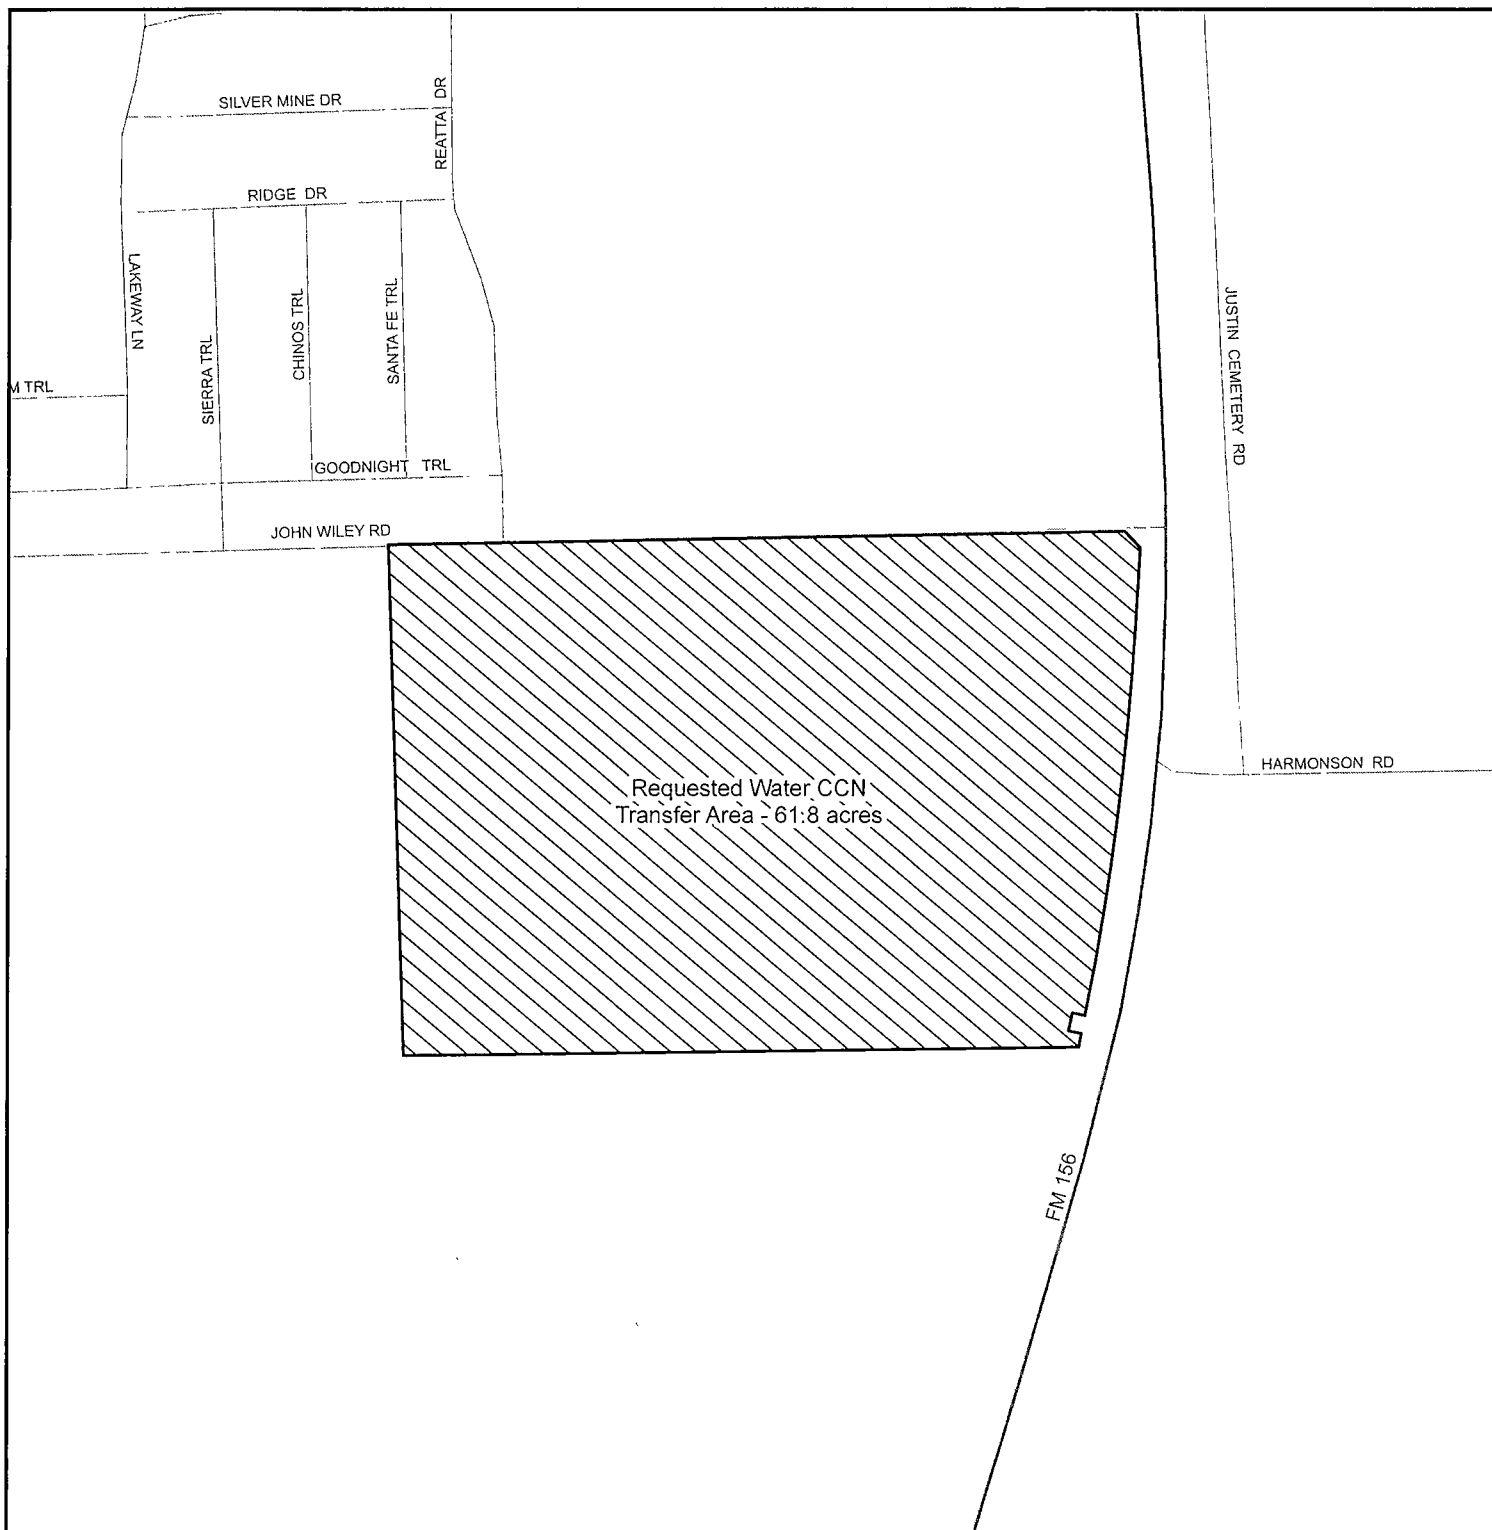 SILVER MINE DR
REATTA DR
RIDGE DR
LAKEWAY LN
SIERRA TRL
CHINOS TRL
SANTA FE TRL
M TRL
GOODNIGHT TRL
JOHN WILEY RD
JUSTIN CEMETERY RD
HARMONSON RD
Requested Water CCN
Transfer Area - 61.8 acres
FM 156